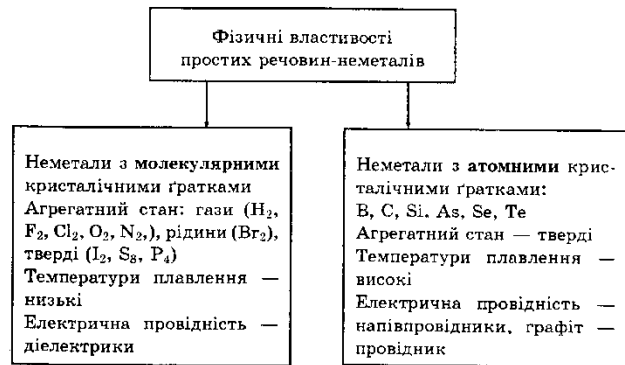 Фізичні властивості
простих речовин-неметалів
Неметали з молекулярними
кристалічними ґратками
Агрегатний стан: гази (H₂,
F₂, Cl₂, O₂, N₂,), рідини (Br₂),
тверді (I₂, S₈, P₄)
Температури плавлення —
низькі
Електрична провідність —
діелектрики
Неметали з атомними крис-
талічними ґратками:
B, C, Si, As, Se, Te
Агрегатний стан — тверді
Температури плавлення —
високі
Електрична провідність —
напівпровідники, графіт —
провідник